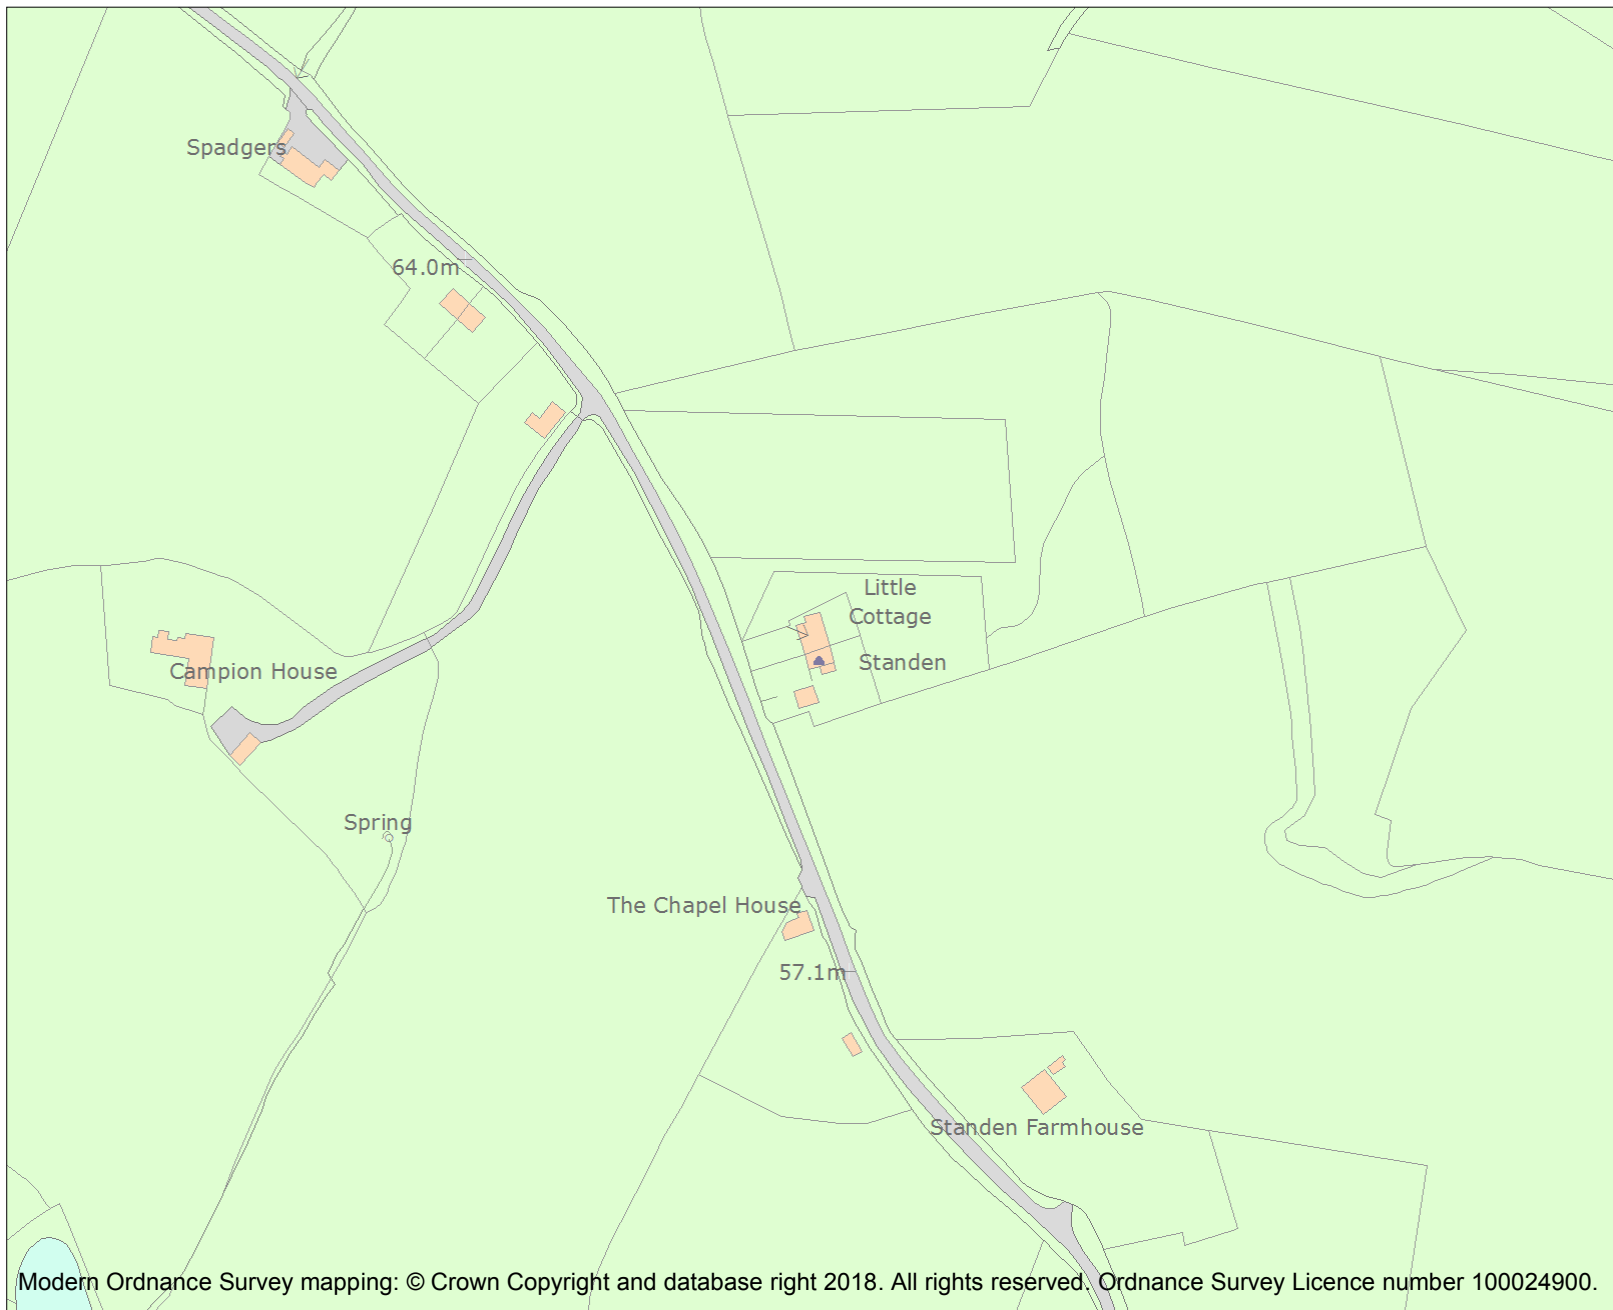 Spadgers
64.0m
Little
Cottage
Standen
Campion House
Spring
The Chapel House
57.1m
Standen Farmhouse
Modern Ordnance Survey mapping: © Crown Copyright and database right 2018. All rights reserved. Ordnance Survey Licence number 100024900.